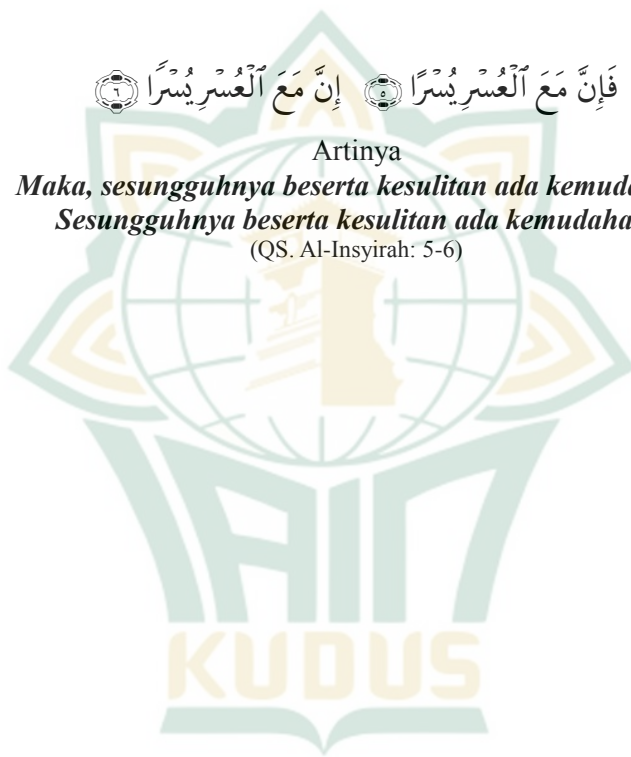 فَإِنَّ مَعَ ٱلْعُسْرِ يُسْرًا ۝٥ إِنَّ مَعَ ٱلْعُسْرِ يُسْرًا ۝٦
Artinya
Maka, sesungguhnya beserta kesulitan ada
Sesungguhnya beserta kesulitan ada
(QS. Al-Insyirah: 5-6)
IAIN
KUDUS